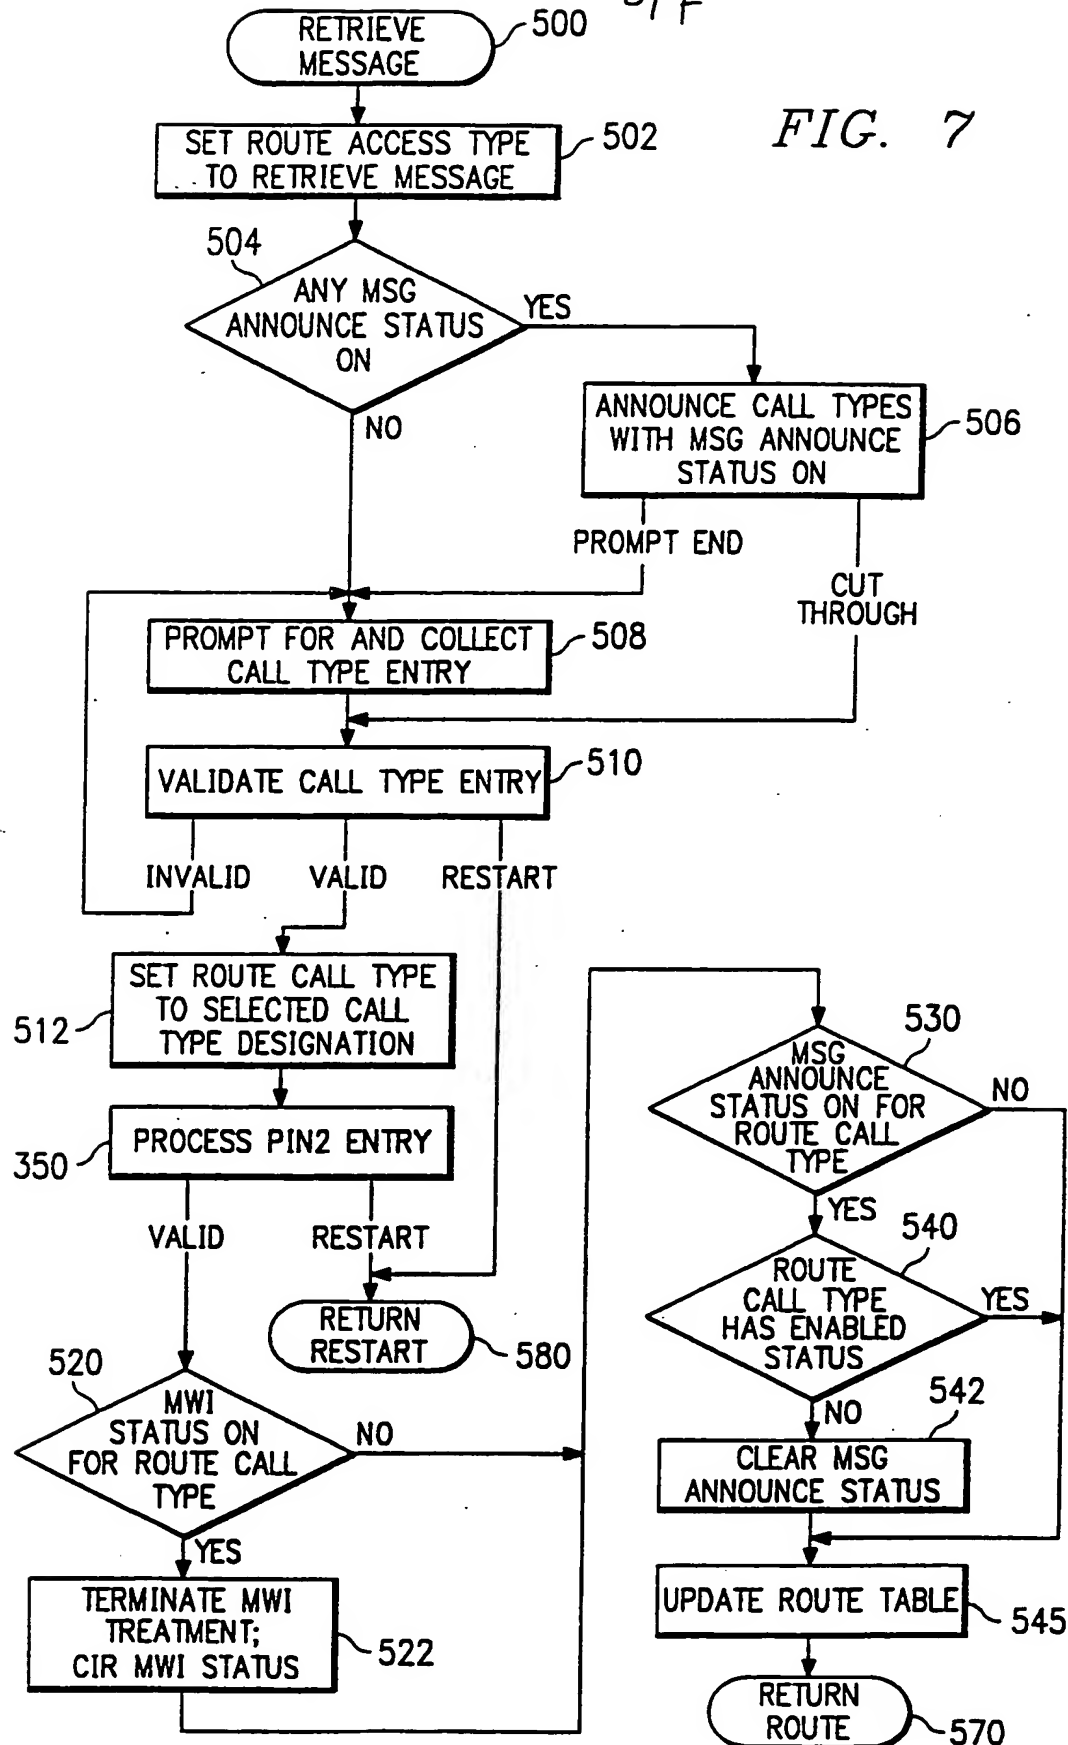 5/F
RETRIEVE
MESSAGE
500
FIG. 7
SET ROUTE ACCESS TYPE
TO RETRIEVE MESSAGE
502
504
ANY MSG
ANNOUNCE STATUS
ON
YES
NO
ANNOUNCE CALL TYPES
WITH MSG ANNOUNCE
STATUS ON
506
PROMPT END
CUT
THROUGH
PROMPT FOR AND COLLECT
CALL TYPE ENTRY
508
VALIDATE CALL TYPE ENTRY
510
INVALID
VALID
RESTART
SET ROUTE CALL TYPE
TO SELECTED CALL
TYPE DESIGNATION
512
PROCESS PIN2 ENTRY
350
VALID
RESTART
RETURN
RESTART
580
520
MWI
STATUS ON
FOR ROUTE CALL
TYPE
NO
YES
TERMINATE MWI
TREATMENT;
CIR MWI STATUS
522
530
MSG
ANNOUNCE
STATUS ON FOR
ROUTE CALL
TYPE
NO
YES
540
ROUTE
CALL TYPE
HAS ENABLED
STATUS
YES
NO
542
CLEAR MSG
ANNOUNCE STATUS
UPDATE ROUTE TABLE
545
RETURN
ROUTE
570